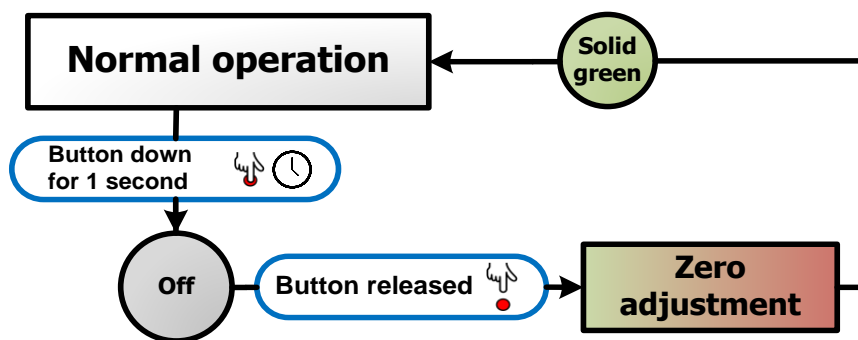 Normal operation
Solid
green
Button down
for 1 second
Off
Button released
Zero
adjustment